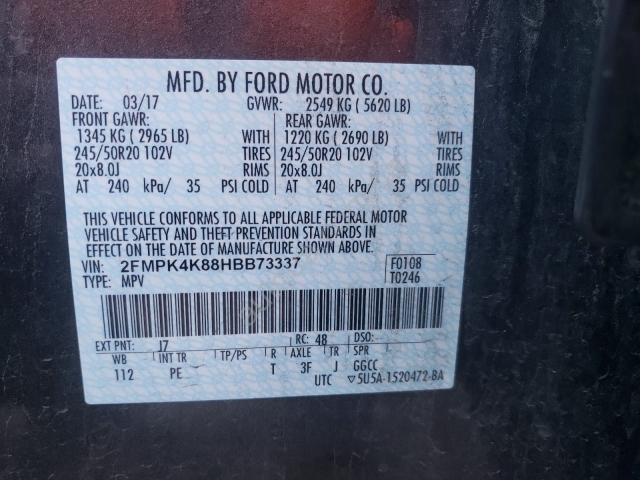 MFD. BY FORD MOTOR CO.
DATE: 03/17 GVWR: 2549 KG ( 5620 LB)
FRONT GAWR: REAR GAWR:
1345 KG ( 2965 LB) WITH 1220 KG ( 2690 LB) WITH
245/50R20 102V TIRES 245/50R20 102V TIRES
20x8.0J RIMS 20x8.0J RIMS
AT 240 kPa/ 35 PSI COLD AT 240 kPa/ 35 PSI COLD
THIS VEHICLE CONFORMS TO ALL APPLICABLE FEDERAL MOTOR
VEHICLE SAFETY AND THEFT PREVENTION STANDARDS IN
EFFECT ON THE DATE OF MANUFACTURE SHOWN ABOVE.
VIN: 2FMPK4K88HBB73337 F0108
TYPE: MPV T0246
EXT PNT: J7 RC: 48 DSO:
WB INT TR TP/PS R AXLE TR SPR
112 PE T 3F J GGCC
UTC ▽5U5A-1520472-BA